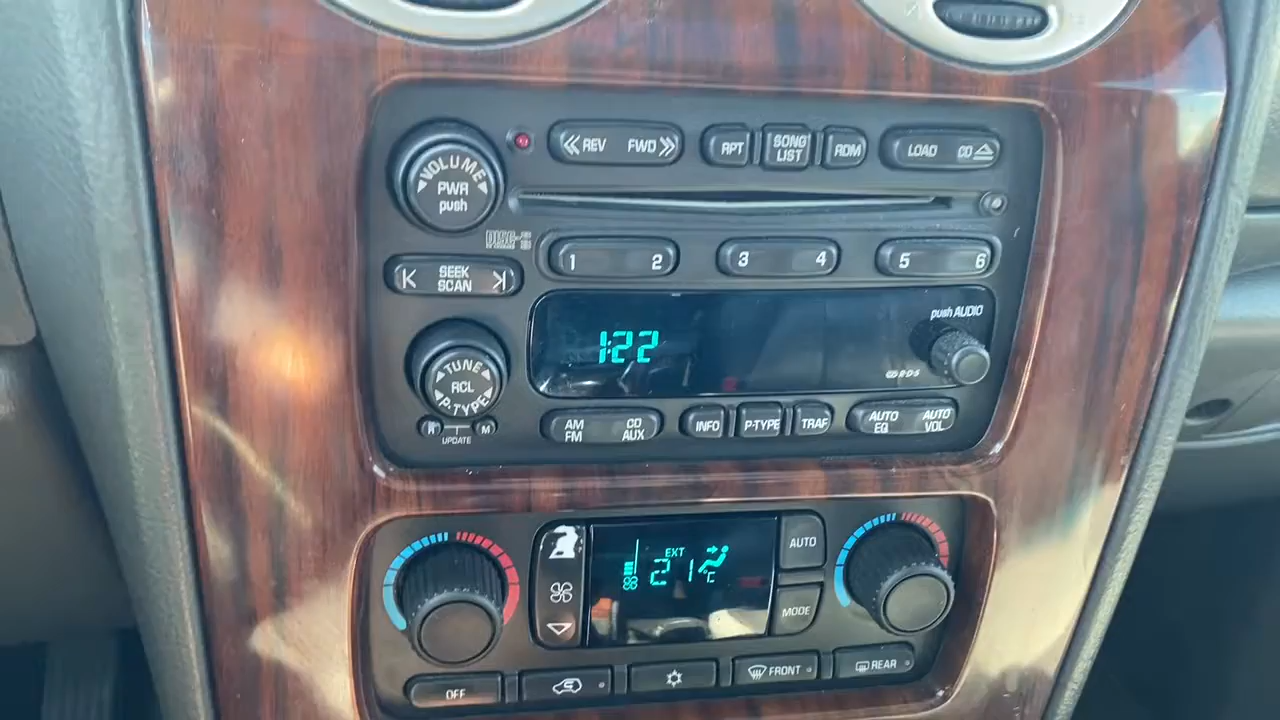 REV FWD
RPT
SONG
LIST
RDM
LOAD CD
VOLUME
PWR
push
1 2
3 4
5 6
SEEK
SCAN
push AUDIO
1:22
TUNE
RCL
P-TYPE
R M
UPDATE
AM
FM
CD
AUX
INFO
P-TYPE
TRAF
AUTO
EQ
AUTO
VOL
AUTO
EXT
21°C
MODE
OFF
FRONT
REAR